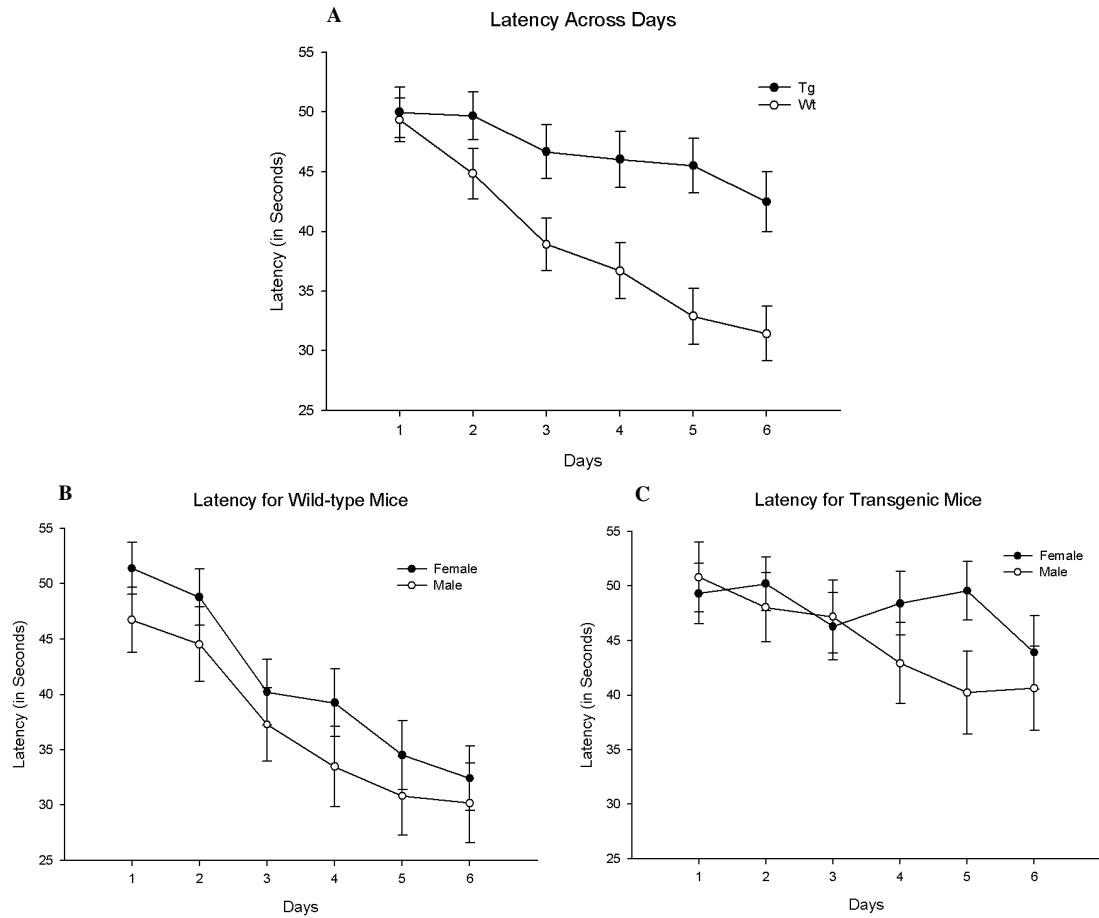 A
Latency Across Days
55
50
45
40
35
30
25
Latency (in Seconds)
Tg
Wt
1 2 3 4 5 6
Days
B
Latency for Wild-type Mice
55
50
45
40
35
30
25
Latency (in Seconds)
Female
Male
1 2 3 4 5 6
Days
C
Latency for Transgenic Mice
55
50
45
40
35
30
25
Latency (in Seconds)
Female
Male
1 2 3 4 5 6
Days